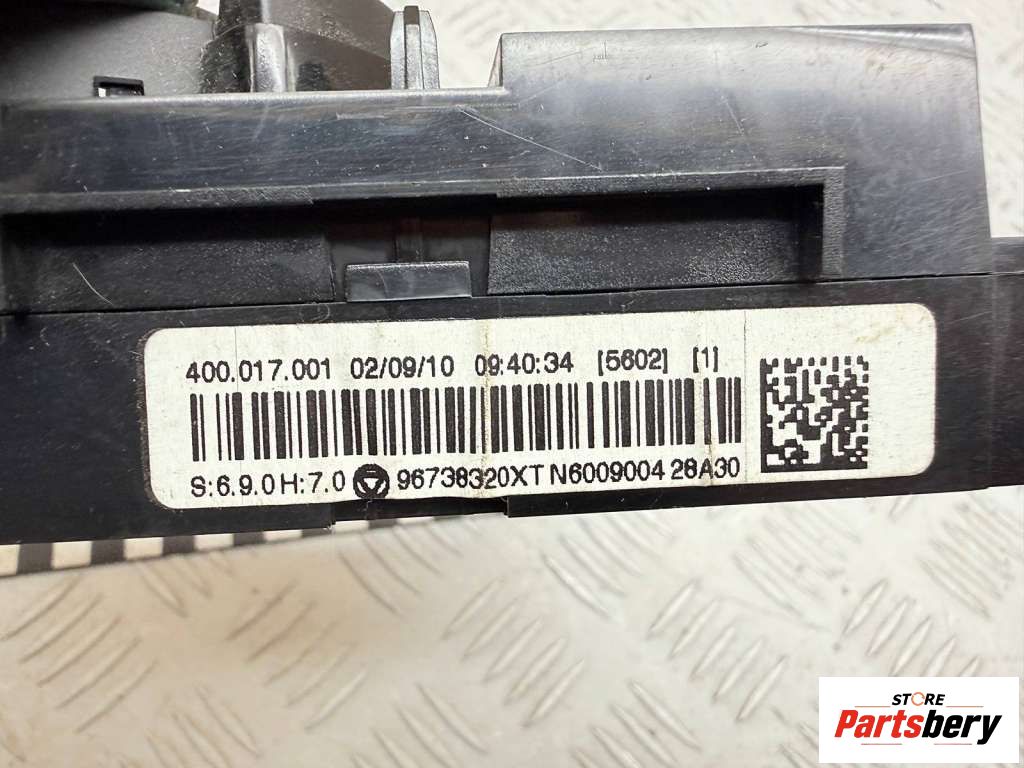 400.017.001 02/09/10 09:40:34 [5602] [1]
S:6.9.0 H:7.0 96738320XT N6009004 28A30
STORE
Partsbery